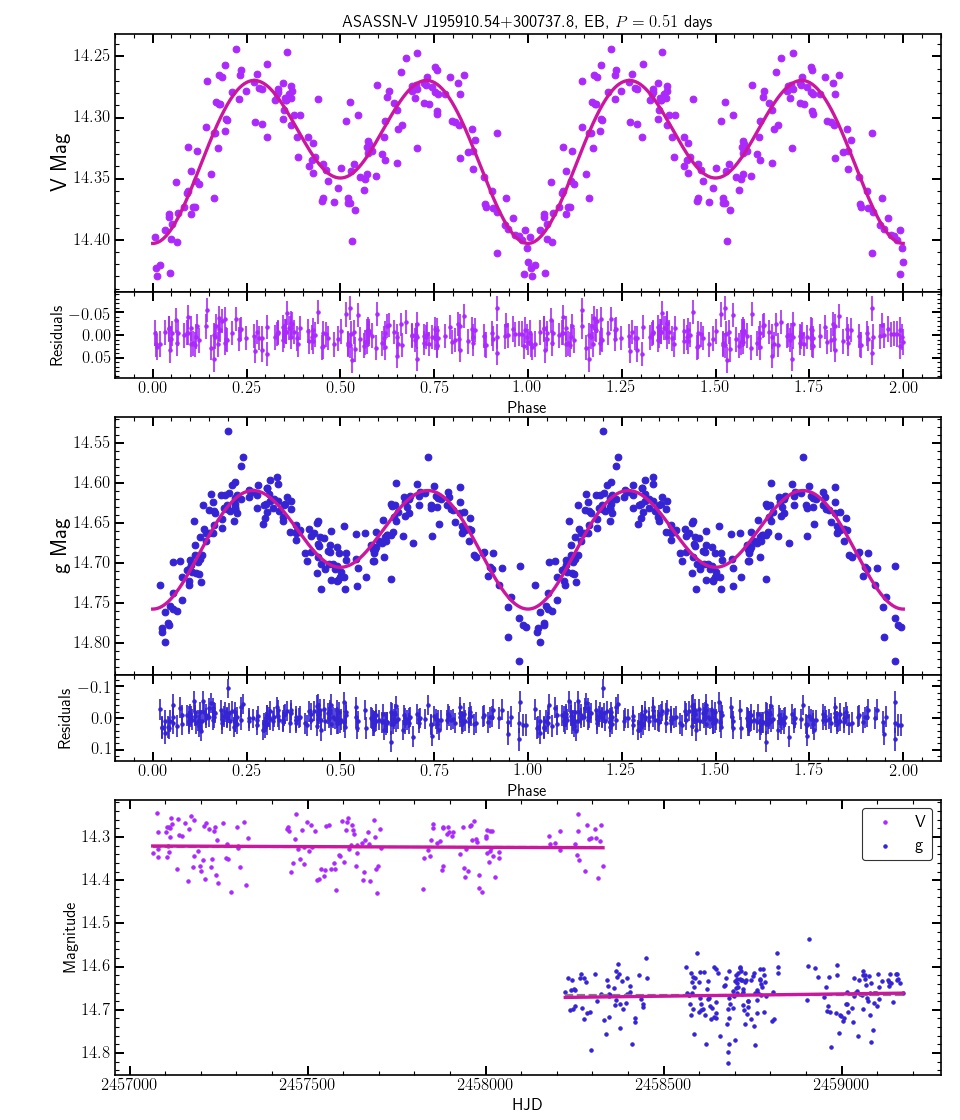 ASASSN-V J195910.54+300737.8, EB, P = 0.51 days
14.25
14.30
14.35
14.40
V Mag
−0.05
0.00
0.05
Residuals
0.00 0.25 0.50 0.75 1.00 1.25 1.50 1.75 2.00
Phase
14.55
14.60
14.65
14.70
14.75
14.80
g Mag
−0.1
0.0
0.1
Residuals
0.00 0.25 0.50 0.75 1.00 1.25 1.50 1.75 2.00
Phase
V
g
14.3
14.4
14.5
14.6
14.7
14.8
Magnitude
2457000 2457500 2458000 2458500 2459000
HJD